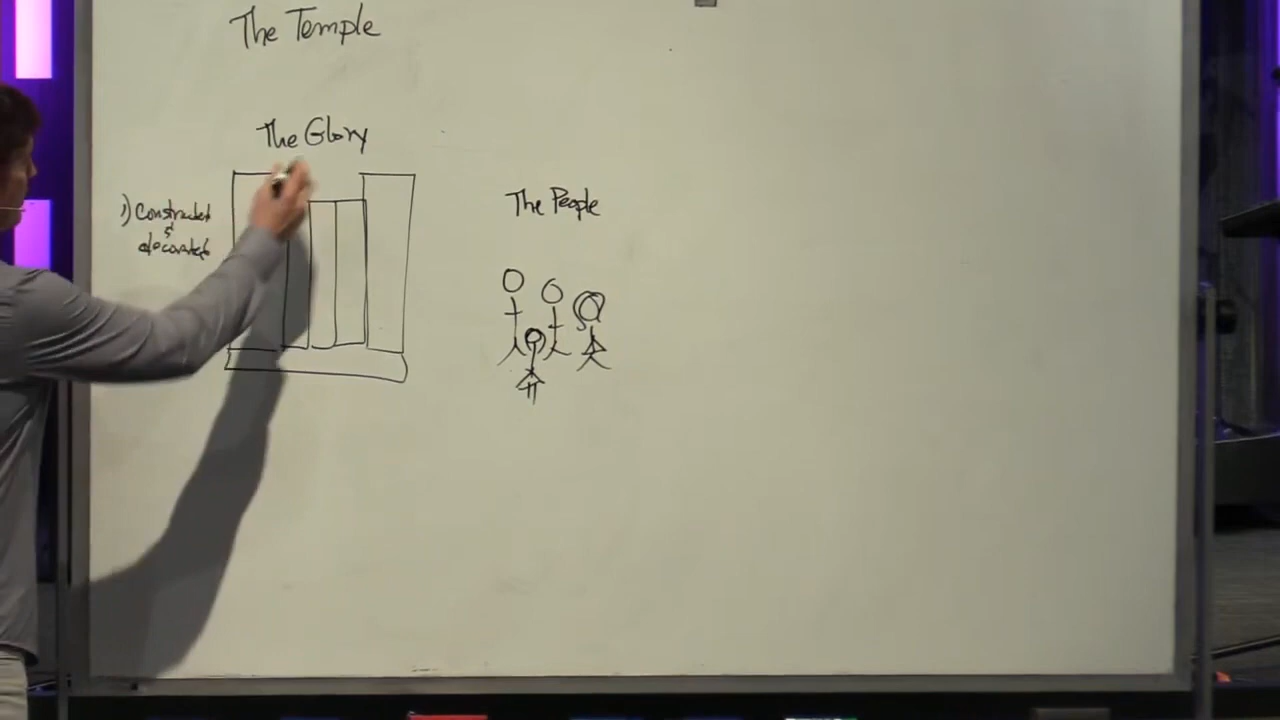 The Temple
The Glory
1) Constructed
&
decorated
The People